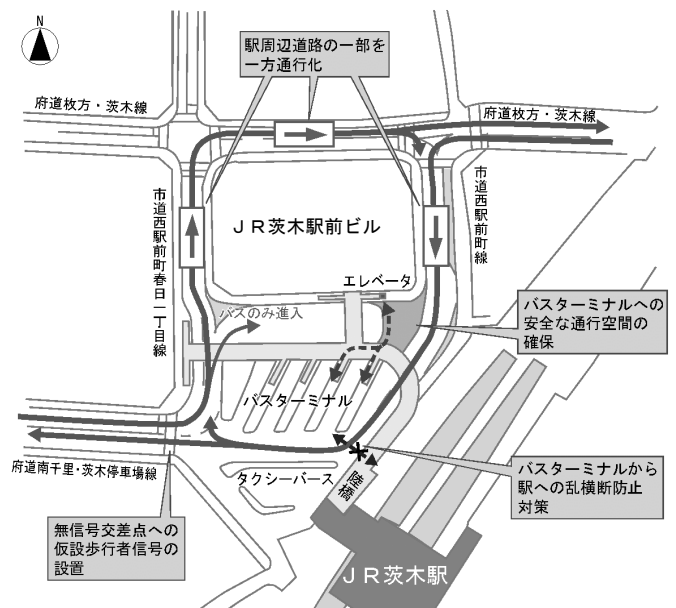 N
駅周辺道路の一部を
一方通行化
府道枚方・茨木線
府道枚方・茨木線
市道西駅前町春日一丁目線
市道西駅前町線
ＪＲ茨木駅前ビル
エレベータ
バスのみ進入
バスターミナルへの
安全な通行空間の
確保
バスターミナル
府道南千里・茨木停車場線
タクシーバース
陸橋
バスターミナルから
駅への乱横断防止
対策
無信号交差点への
仮設歩行者信号の
設置
ＪＲ茨木駅